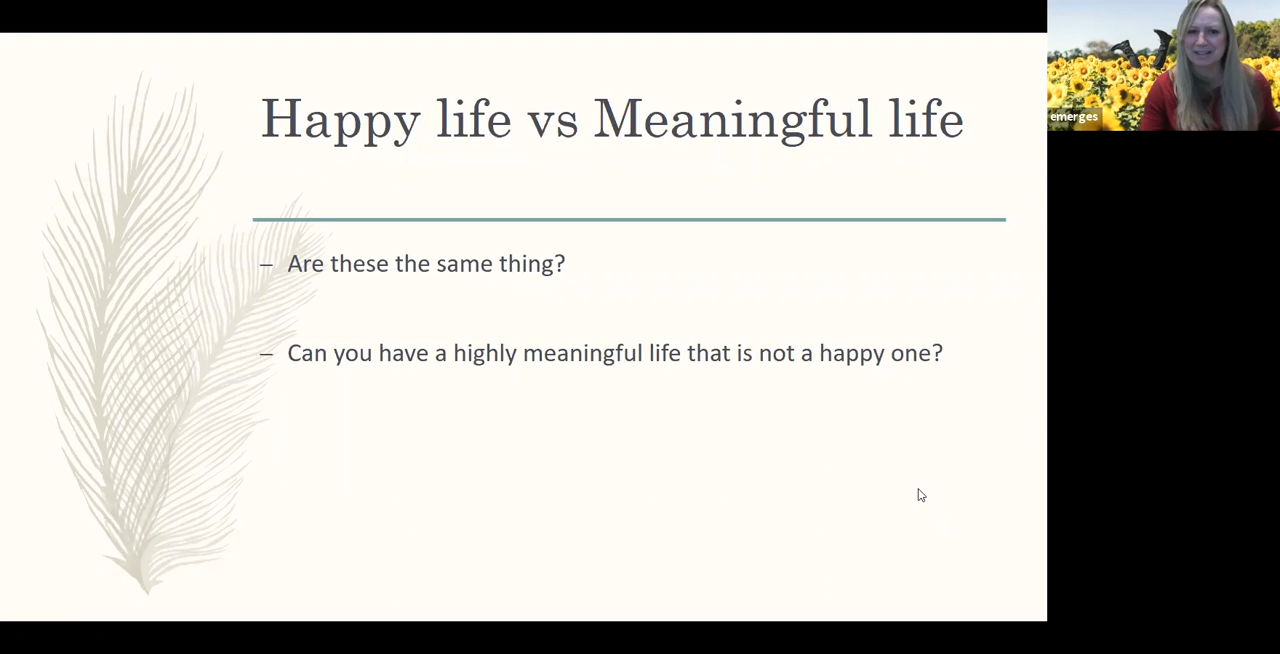 Happy life vs Meaningful life
– Are these the same thing?
– Can you have a highly meaningful life that is not a happy one?
emerges